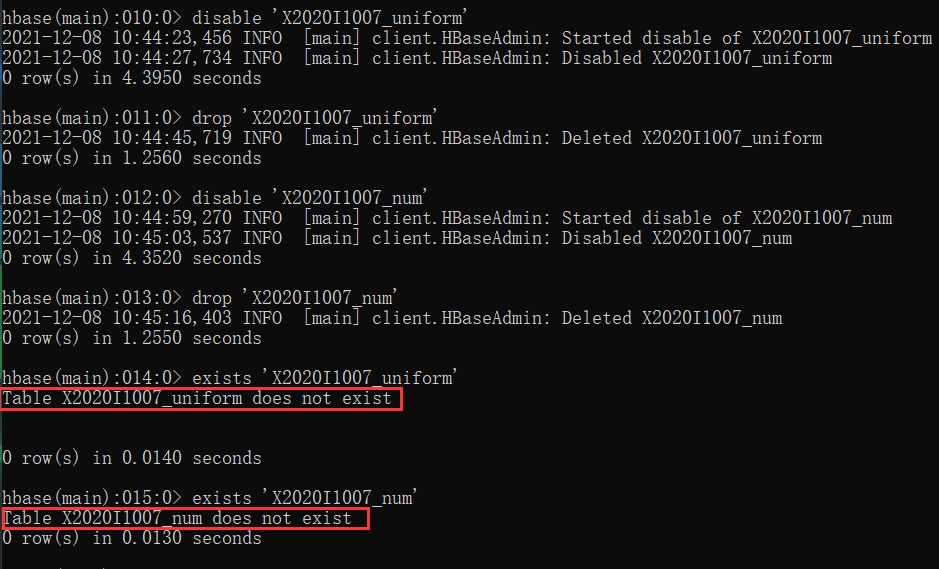 hbase(main):010:0> disable 'X2020I1007_uniform'
2021-12-08 10:44:23,456 INFO  [main] client.HBaseAdmin: Started disable of X2020I1007_uniform
2021-12-08 10:44:27,734 INFO  [main] client.HBaseAdmin: Disabled X2020I1007_uniform
0 row(s) in 4.3950 seconds
hbase(main):011:0> drop 'X2020I1007_uniform'
2021-12-08 10:44:45,719 INFO  [main] client.HBaseAdmin: Deleted X2020I1007_uniform
0 row(s) in 1.2560 seconds
hbase(main):012:0> disable 'X2020I1007_num'
2021-12-08 10:44:59,270 INFO  [main] client.HBaseAdmin: Started disable of X2020I1007_num
2021-12-08 10:45:03,537 INFO  [main] client.HBaseAdmin: Disabled X2020I1007_num
0 row(s) in 4.3520 seconds
hbase(main):013:0> drop 'X2020I1007_num'
2021-12-08 10:45:16,403 INFO  [main] client.HBaseAdmin: Deleted X2020I1007_num
0 row(s) in 1.2550 seconds
hbase(main):014:0> exists 'X2020I1007_uniform'
Table X2020I1007_uniform does not exist
0 row(s) in 0.0140 seconds
hbase(main):015:0> exists 'X2020I1007_num'
Table X2020I1007_num does not exist
0 row(s) in 0.0130 seconds